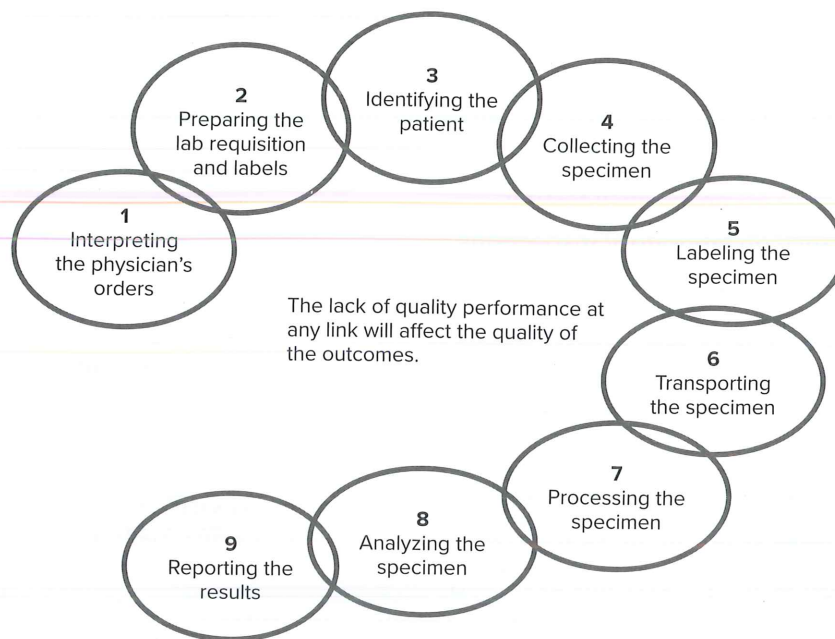 1
Interpreting
the physician's
orders
2
Preparing the
lab requisition
and labels
3
Identifying the
patient
4
Collecting the
specimen
5
Labeling the
specimen
6
Transporting
the specimen
7
Processing the
specimen
8
Analyzing the
specimen
9
Reporting the
results
The lack of quality performance at
any link will affect the quality of
the outcomes.